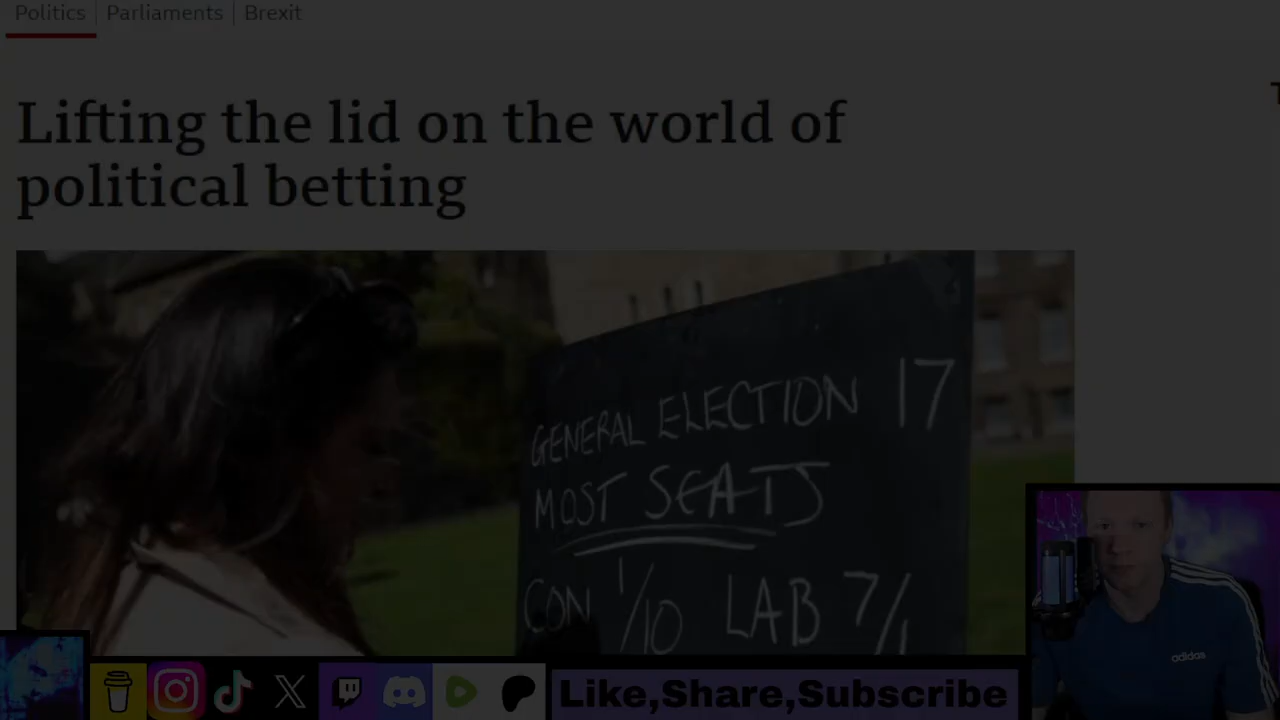 Politics Parliaments Brexit
Lifting the lid on the world of
political betting
GENERAL ELECTION 17
MOST SEATS
CON 1/10 LAB 7/1
adidas
Like,Share,Subscribe